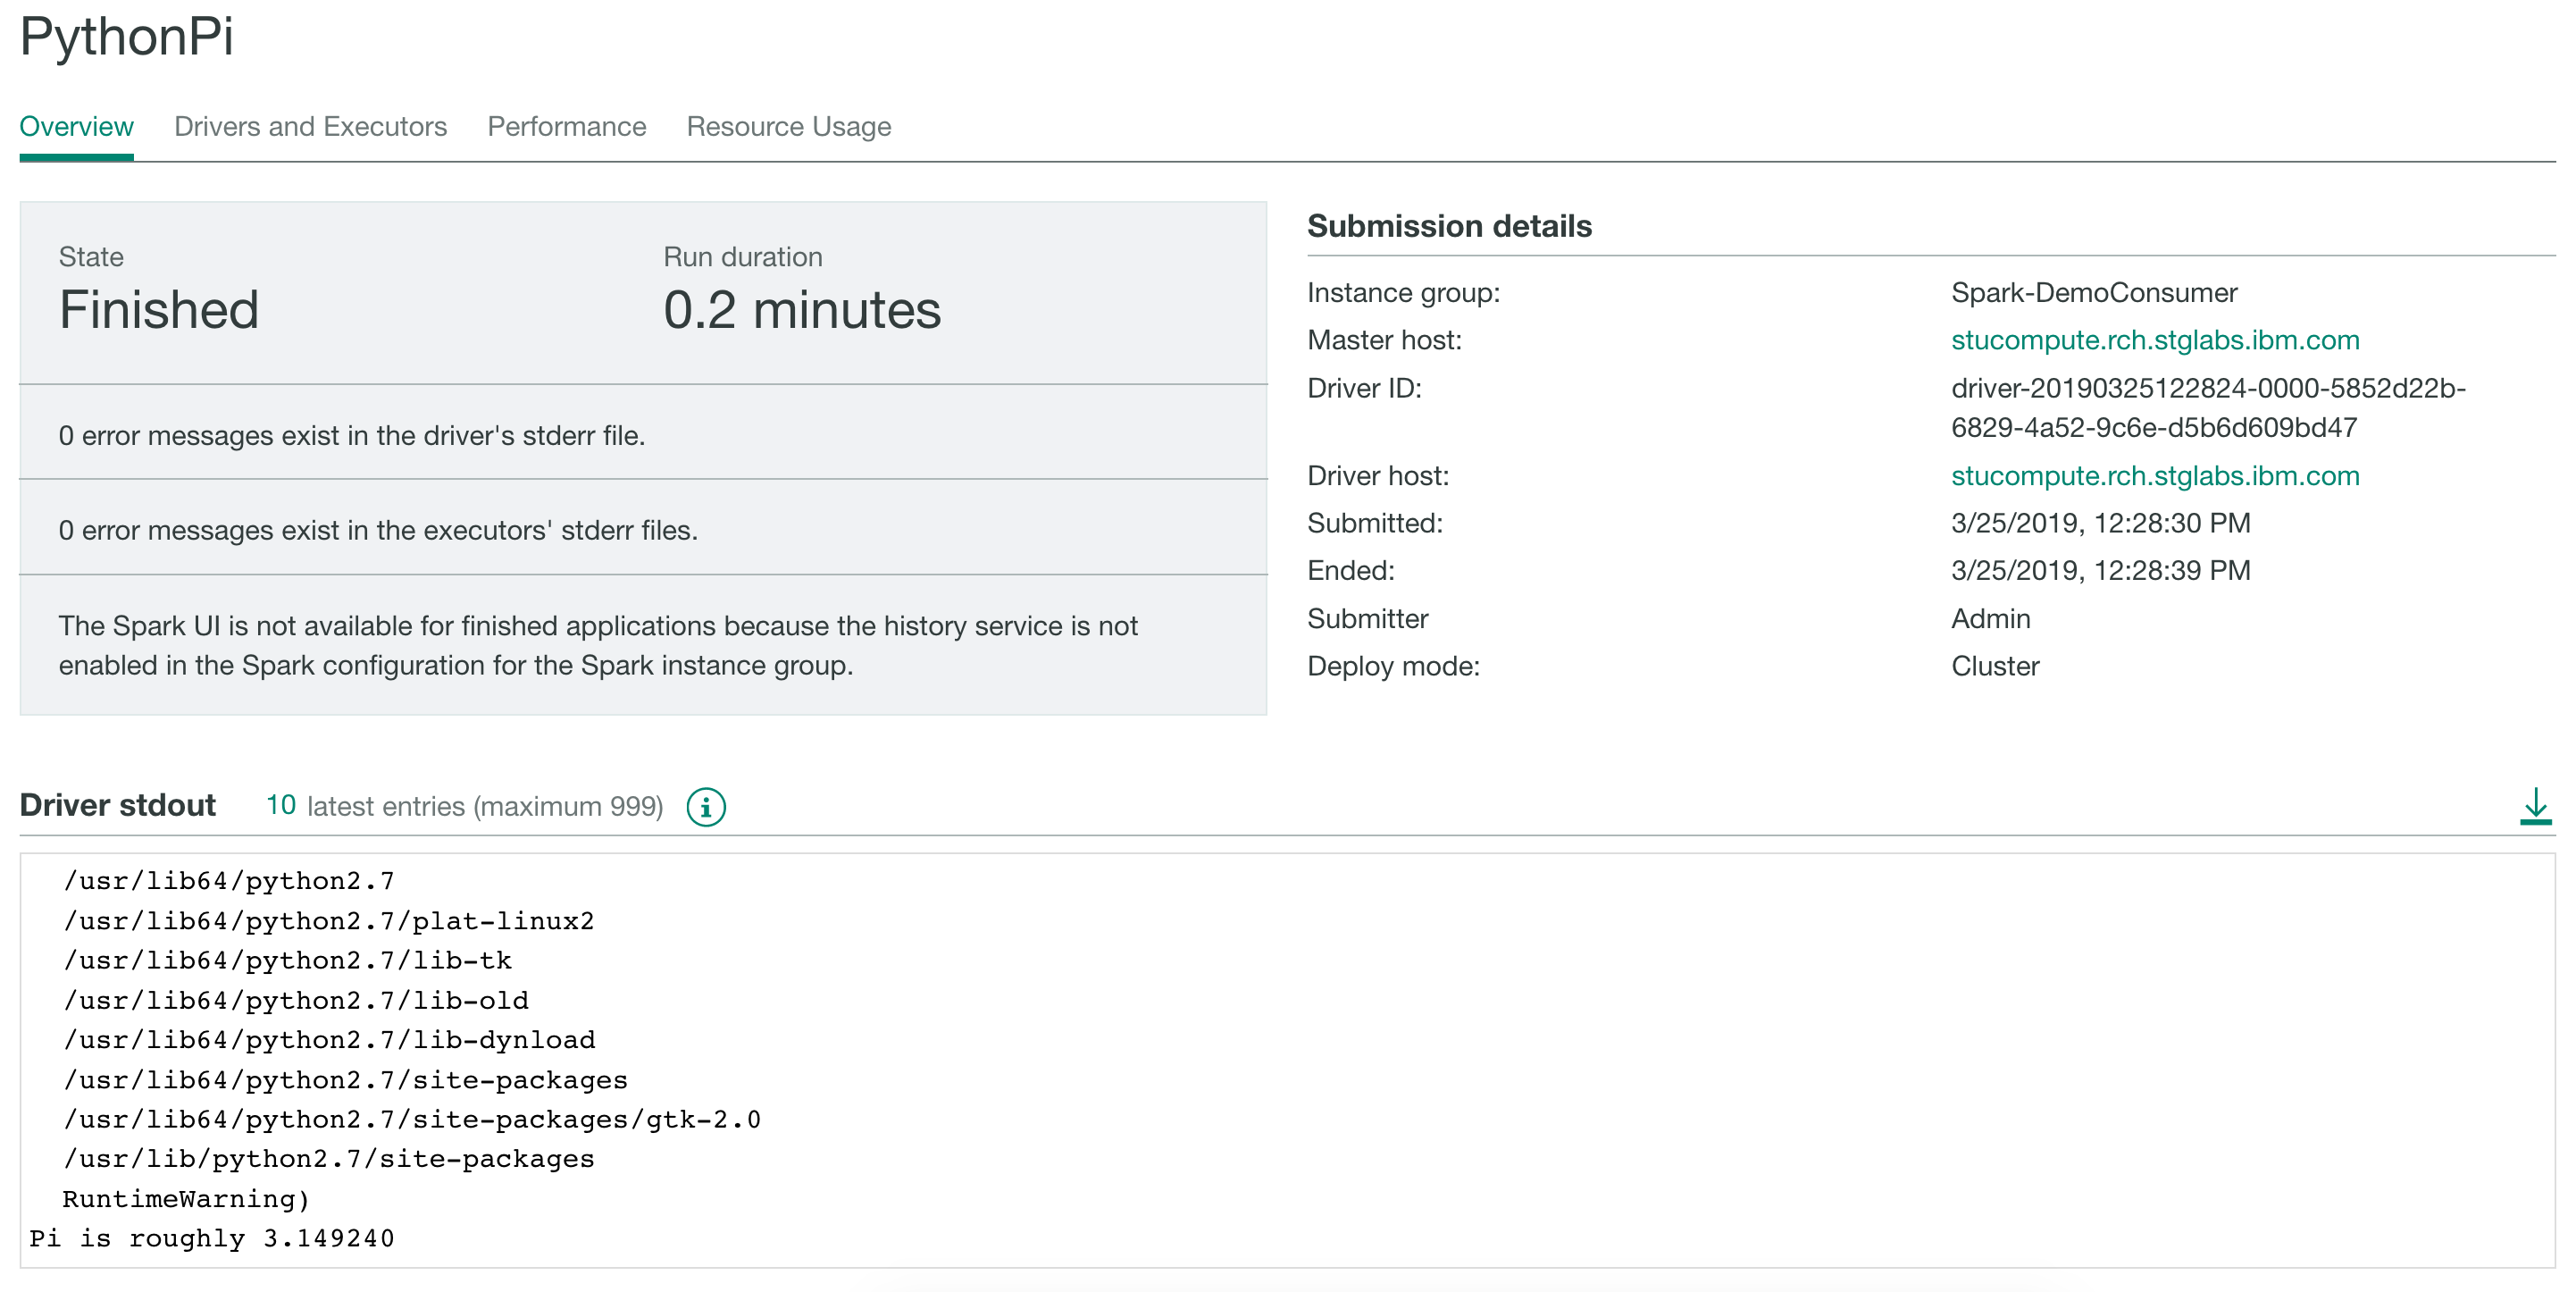 PythonPi
Overview Drivers and Executors Performance Resource Usage
State
Finished
Run duration
0.2 minutes
0 error messages exist in the driver's stderr file.
0 error messages exist in the executors' stderr files.
The Spark UI is not available for finished applications because the history service is not
enabled in the Spark configuration for the Spark instance group.
Submission details
Instance group: Spark-DemoConsumer
Master host: stucompute.rch.stglabs.ibm.com
Driver ID: driver-20190325122824-0000-5852d22b-
6829-4a52-9c6e-d5b6d609bd47
Driver host: stucompute.rch.stglabs.ibm.com
Submitted: 3/25/2019, 12:28:30 PM
Ended: 3/25/2019, 12:28:39 PM
Submitter Admin
Deploy mode: Cluster
Driver stdout 10 latest entries (maximum 999)
/usr/lib64/python2.7
/usr/lib64/python2.7/plat-linux2
/usr/lib64/python2.7/lib-tk
/usr/lib64/python2.7/lib-old
/usr/lib64/python2.7/lib-dynload
/usr/lib64/python2.7/site-packages
/usr/lib64/python2.7/site-packages/gtk-2.0
/usr/lib/python2.7/site-packages
RuntimeWarning)
Pi is roughly 3.149240